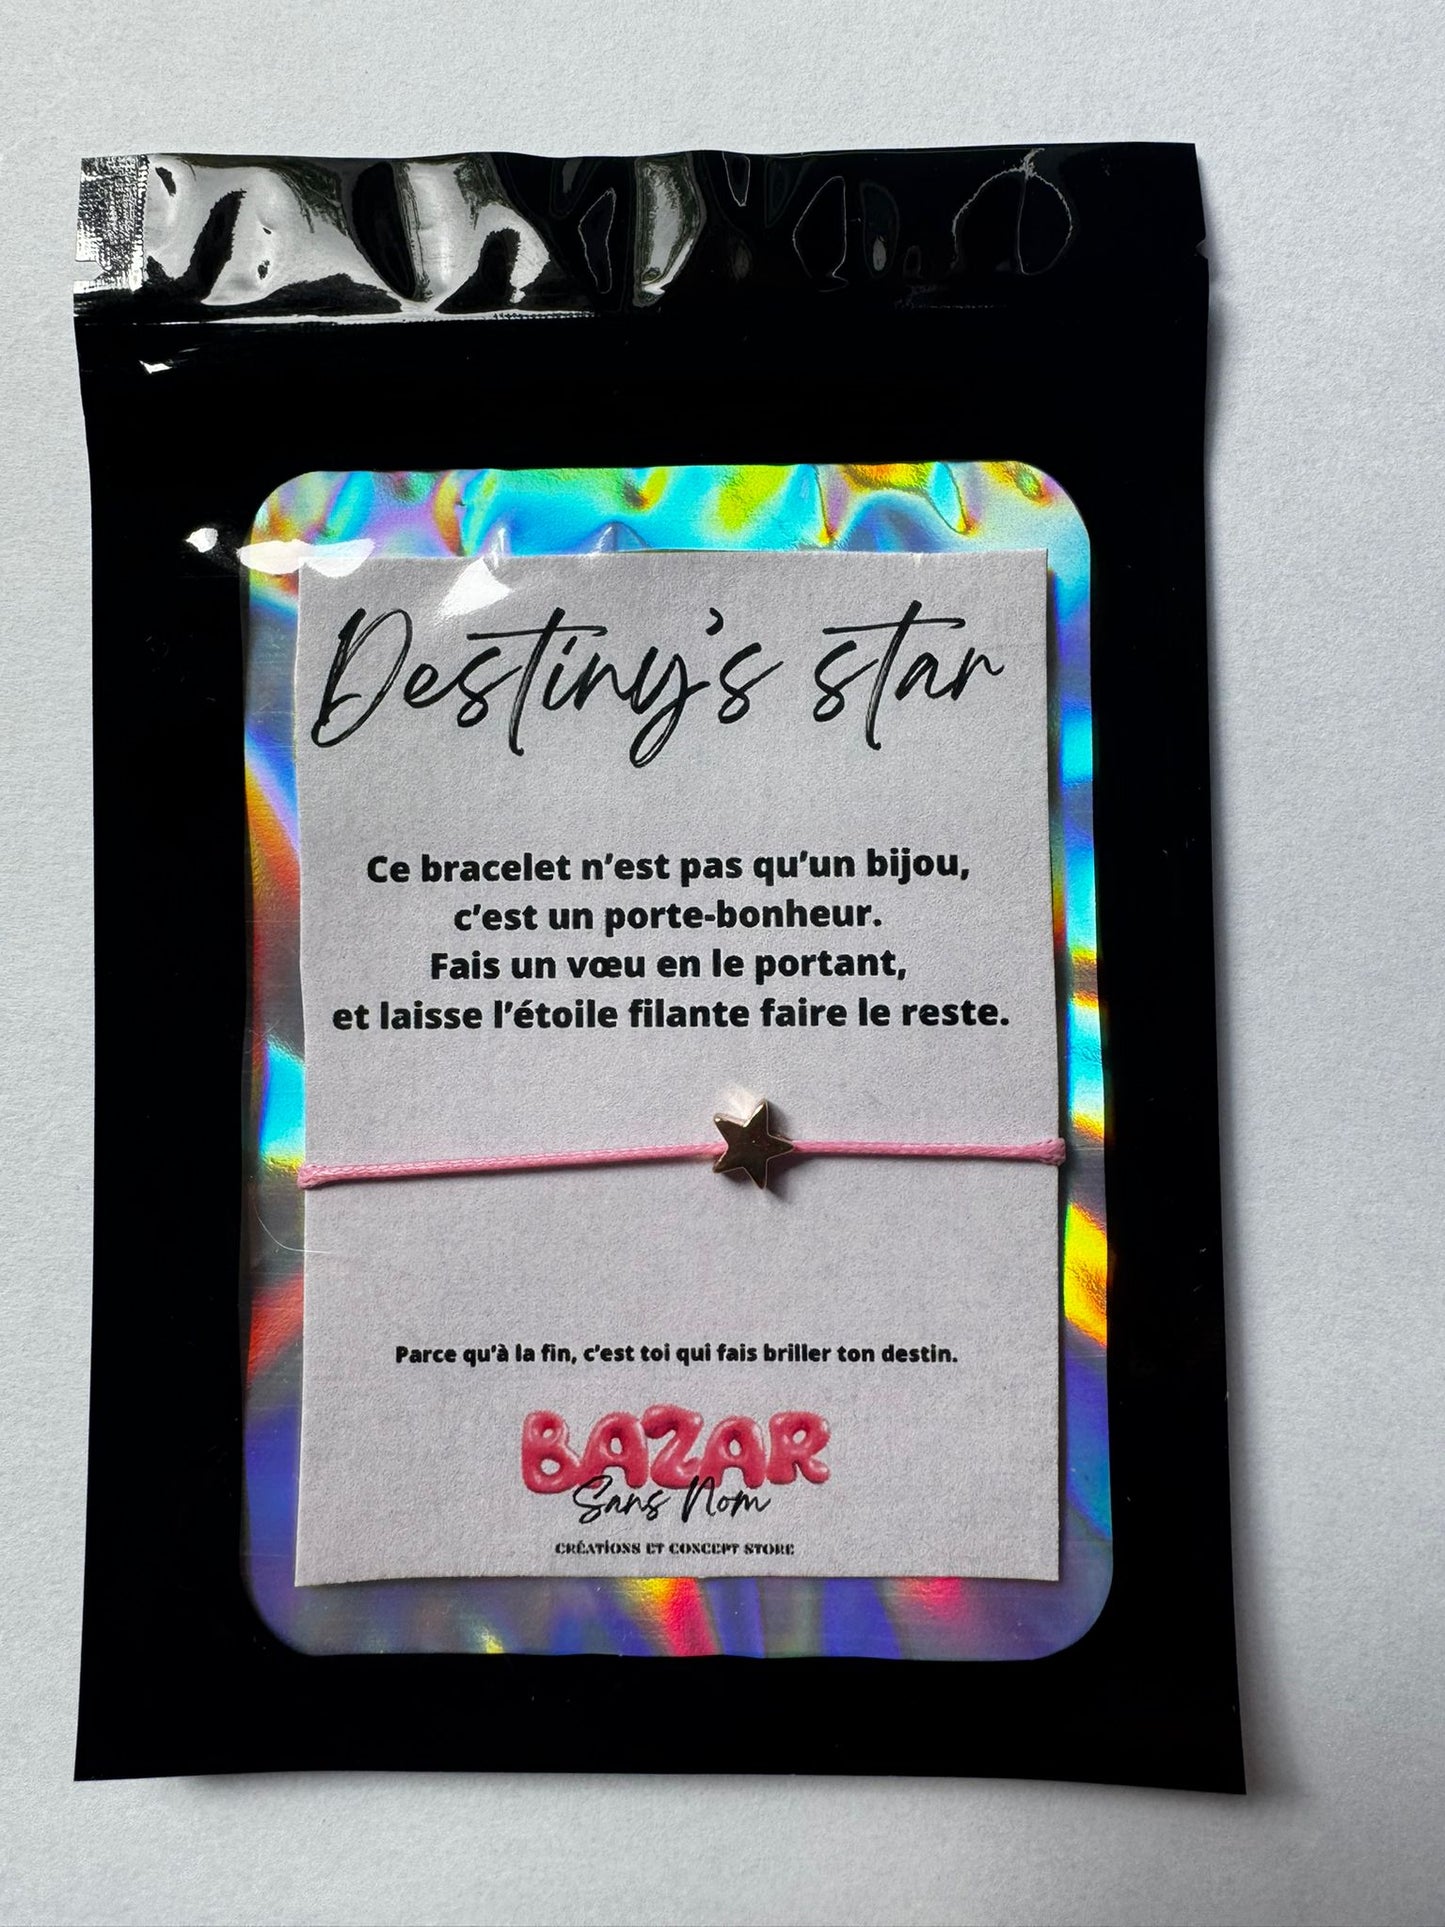 Destiny's star
Ce bracelet n'est pas qu'un bijou,
c'est un porte-bonheur.
Fais un vœu en le portant,
et laisse l'étoile filante faire le reste.
Parce qu'à la fin, c'est toi qui fais briller ton destin.
BAZAR
Sans Nom
CRÉATIONS ET CONCEPT STORE